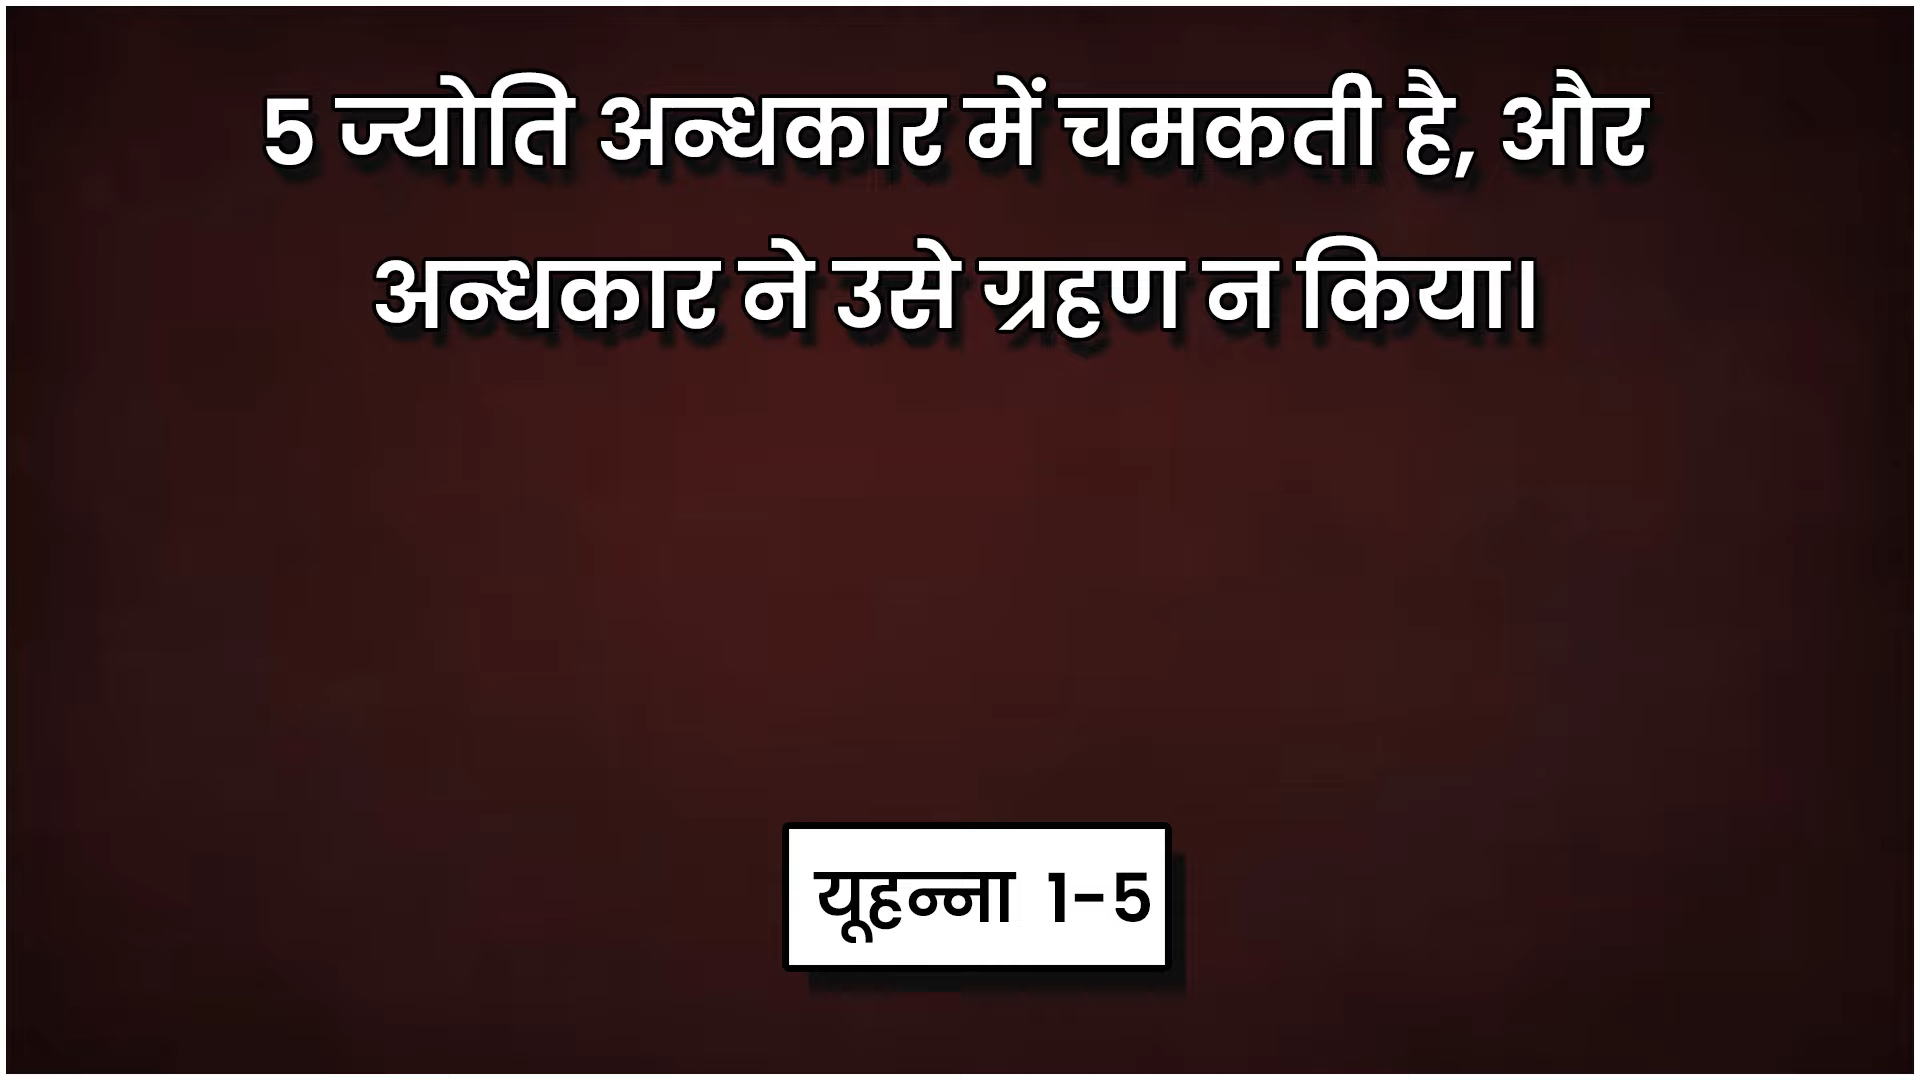 5 ज्योति अन्धकार में चमकती है, और
अन्धकार ने उसे ग्रहण न किया।
यूहन्ना 1-5